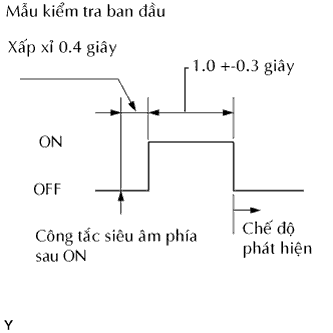 Mẫu kiểm tra ban đầu
Xấp xỉ 0.4 giây
1.0 +-0.3 giây
ON
OFF
Công tắc siêu âm phía
sau ON
Chế độ
phát hiện
Y